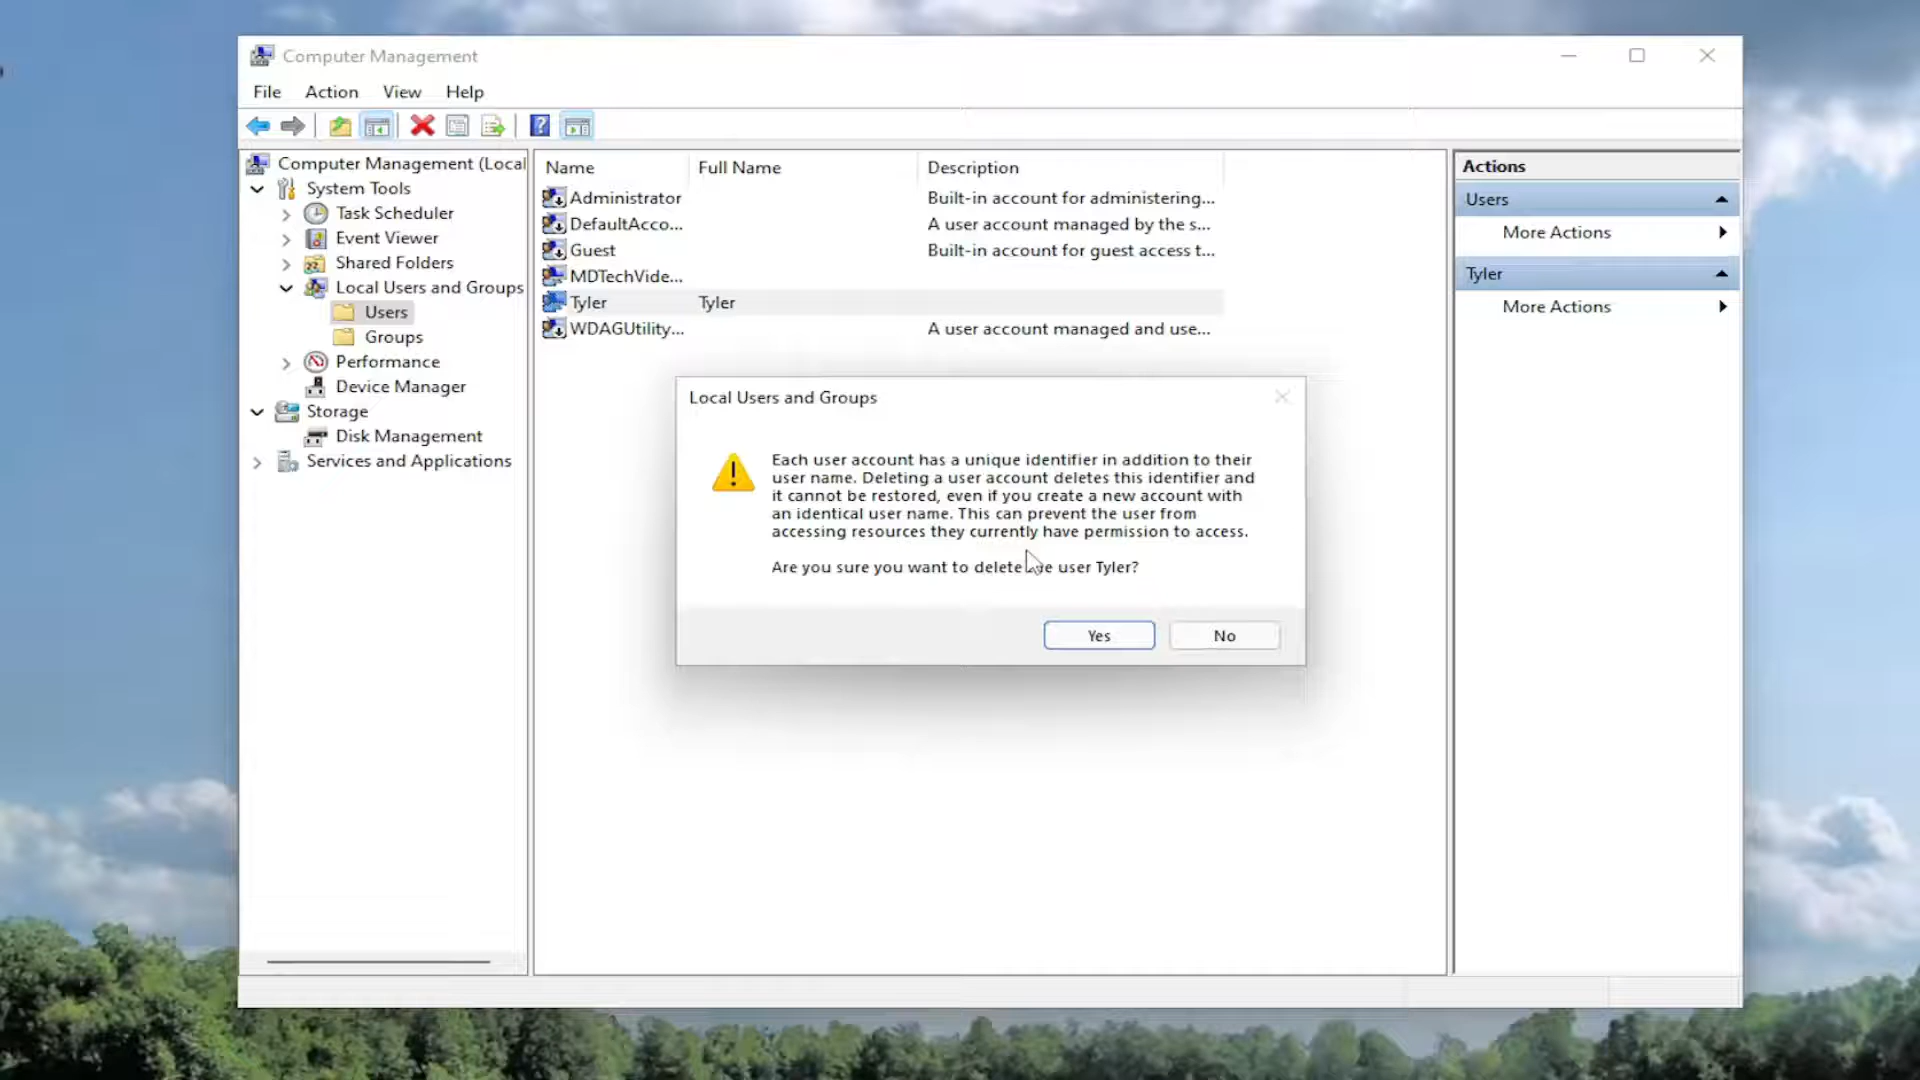 Computer Management
File Action View Help
Computer Management (Local
System Tools
Task Scheduler
Event Viewer
Shared Folders
Local Users and Groups
Users
Groups
Performance
Device Manager
Storage
Disk Management
Services and Applications
Name Full Name Description
Administrator Built-in account for administering...
DefaultAcco... A user account managed by the s...
Guest Built-in account for guest access t...
MDTechVide...
Tyler Tyler
WDAGUtility... A user account managed and use...
Actions
Users
More Actions
Tyler
More Actions
Local Users and Groups
Each user account has a unique identifier in addition to their
user name. Deleting a user account deletes this identifier and
it cannot be restored, even if you create a new account with
an identical user name. This can prevent the user from
accessing resources they currently have permission to access.
Are you sure you want to delete the user Tyler?
Yes No